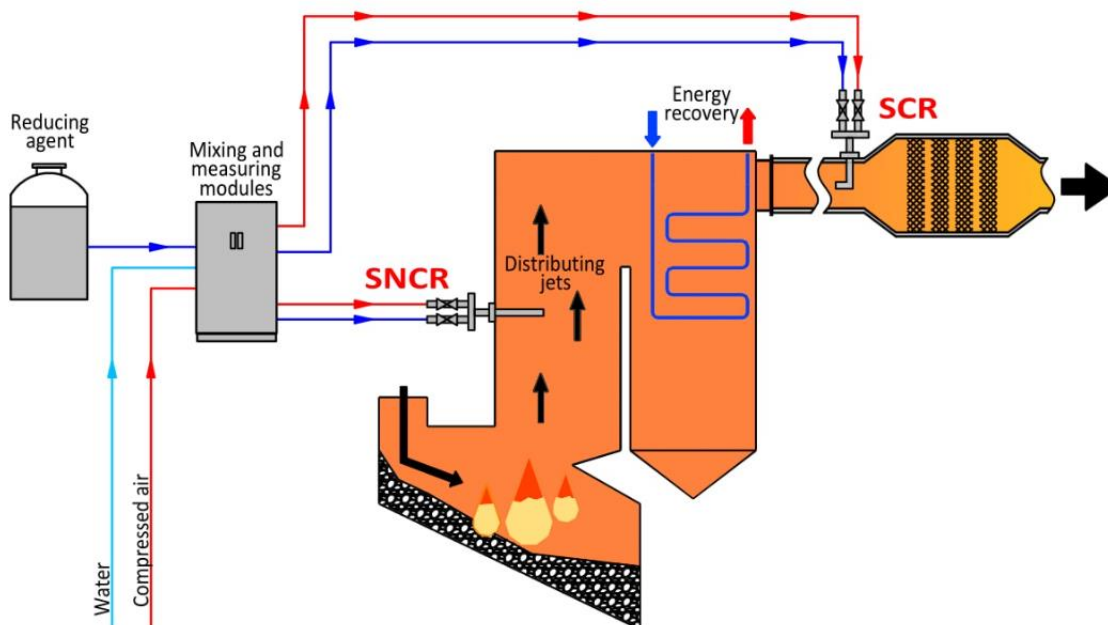 Reducing
agent
Mixing and
measuring
modules
SNCR
Distributing
jets
Energy
recovery
SCR
Water
Compressed air